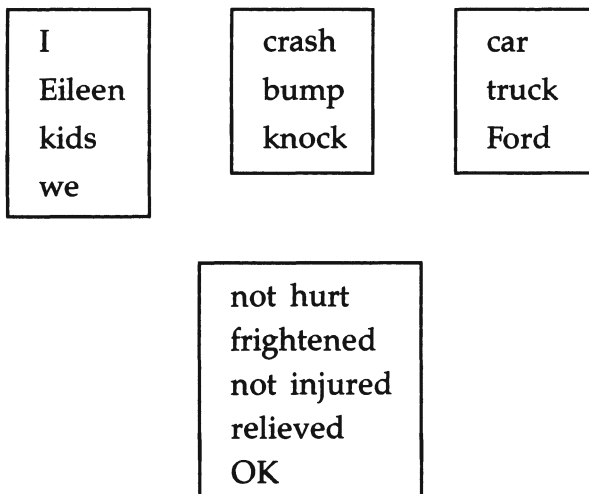 I
Eileen
kids
we
crash
bump
knock
car
truck
Ford
not hurt
frightened
not injured
relieved
OK